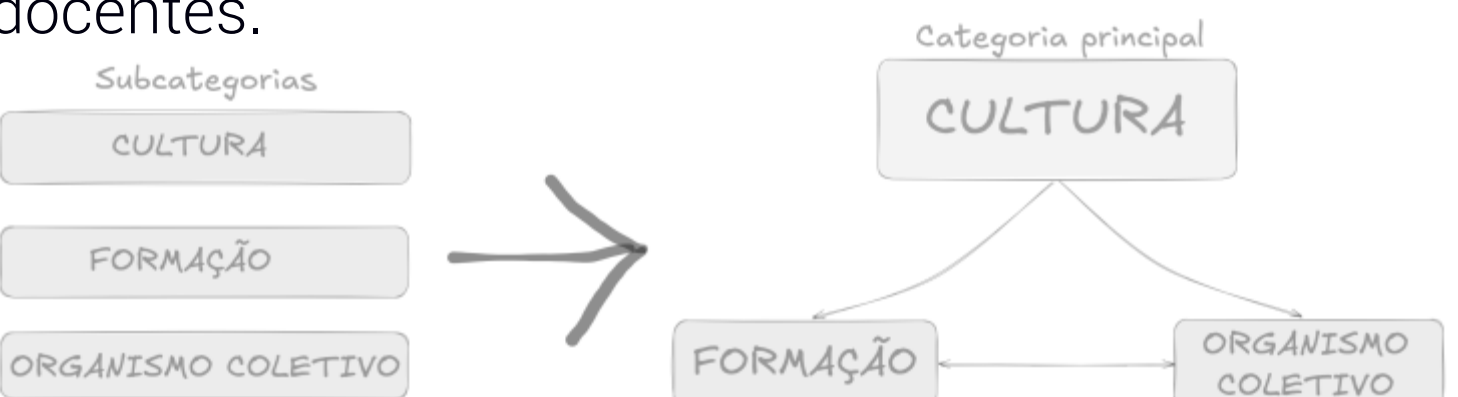 docentes.
Subcategorias
CULTURA
FORMAÇÃO
ORGANISMO COLETIVO
Categoria principal
CULTURA
FORMAÇÃO
ORGANISMO
COLETIVO